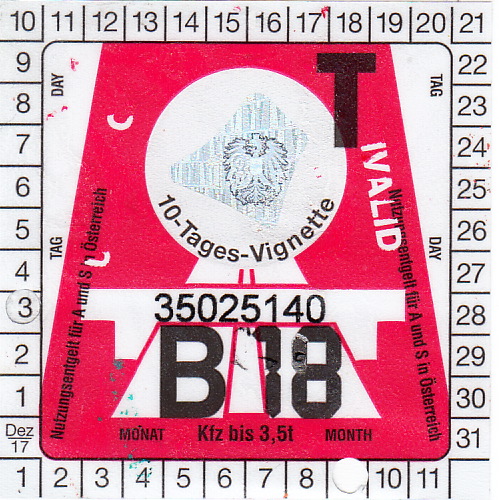 10 11 12 13 14 15 16 17 18 19 20 21
9 DAY T TAG 22
8 23
7 IVALID 24
6 25
5 TAG 10-Tages-Vignette DAY 26
4 27
3 35025140 28
2 B 18 29
1 30
Nutzungsentgelt für A und S in Österreich
Nutzungsentgelt für A und S in Österreich
Dez 17 MONAT Kfz bis 3,5t MONTH 31
1 2 3 4 5 6 7 8 10 11